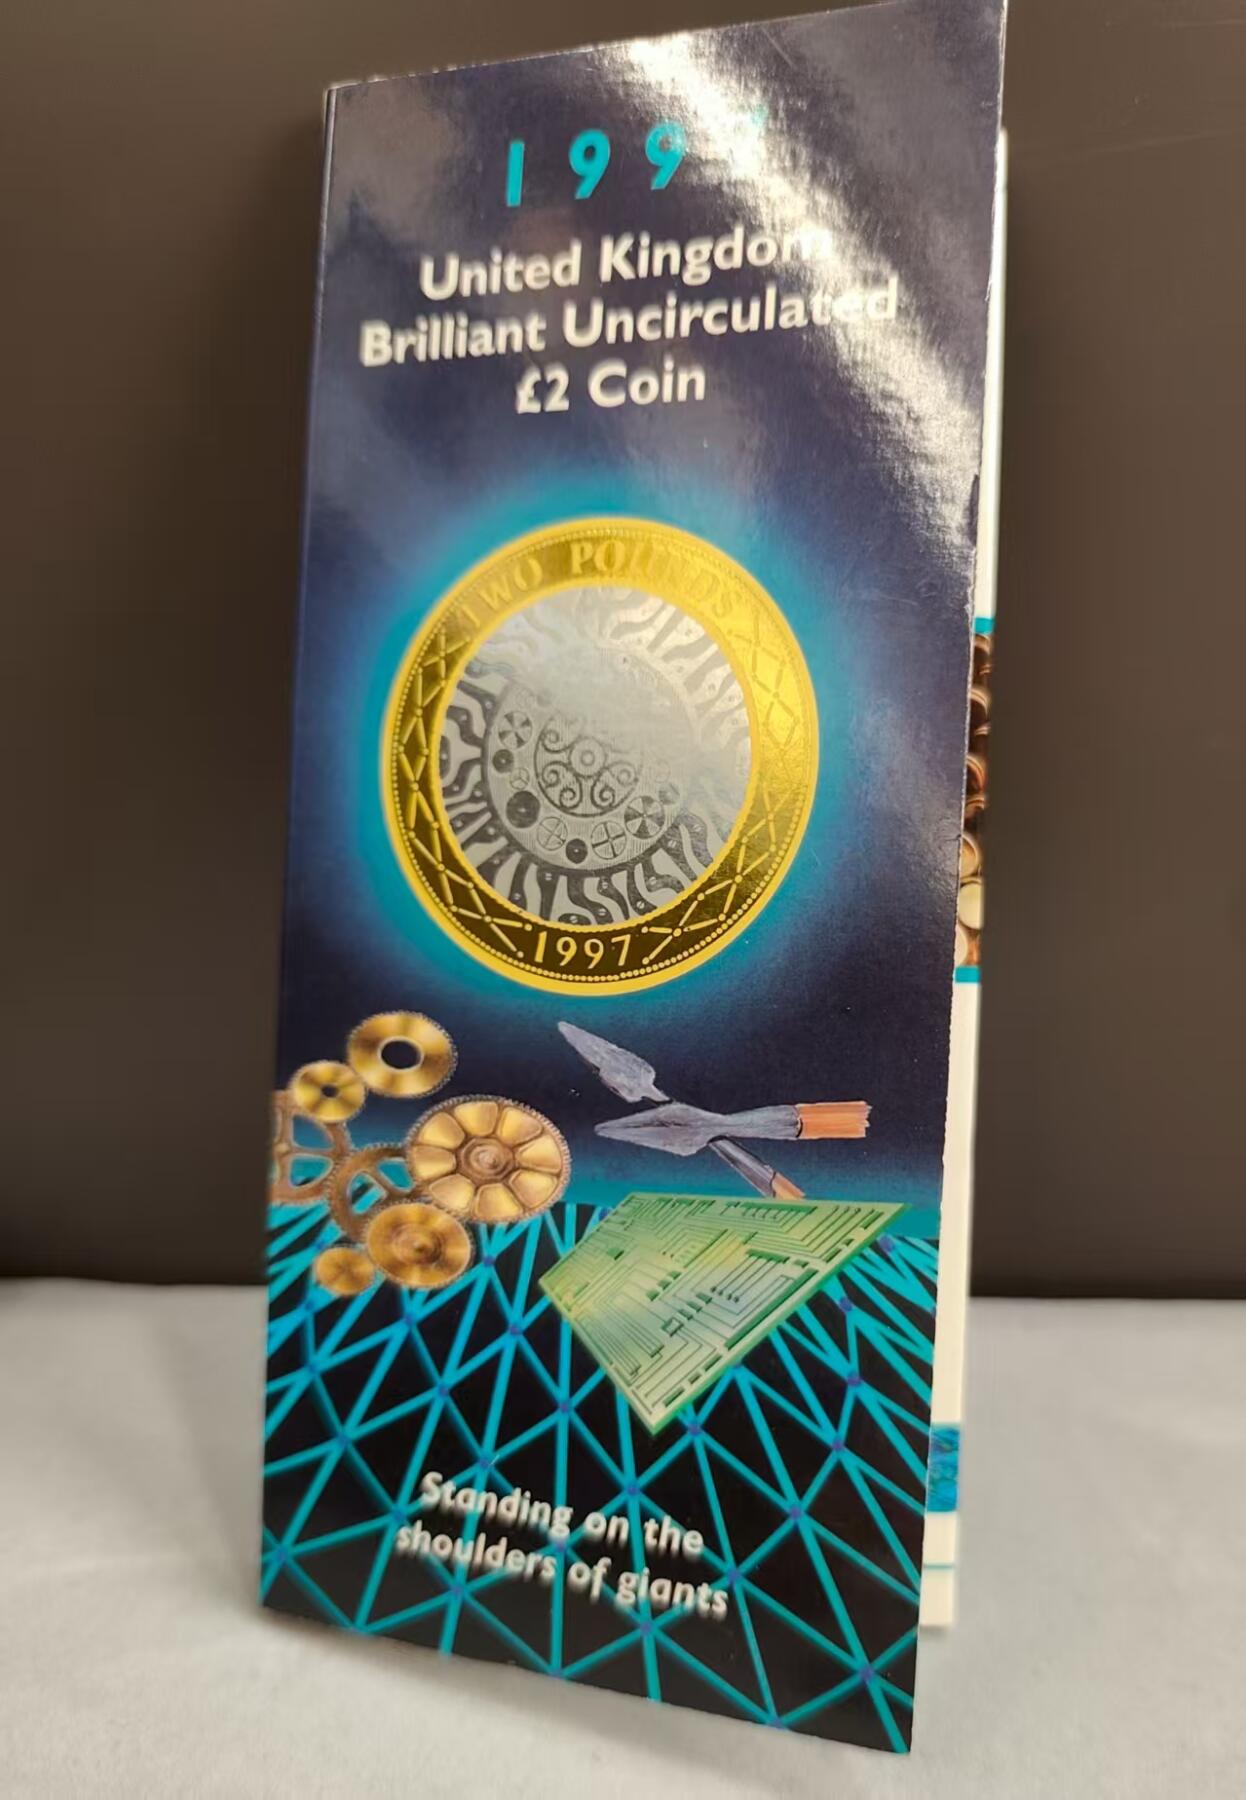 199
United Kingdom
Brilliant Uncirculated
£2 Coin
TWO POUNDS
1997
Standing on the
shoulders of giants